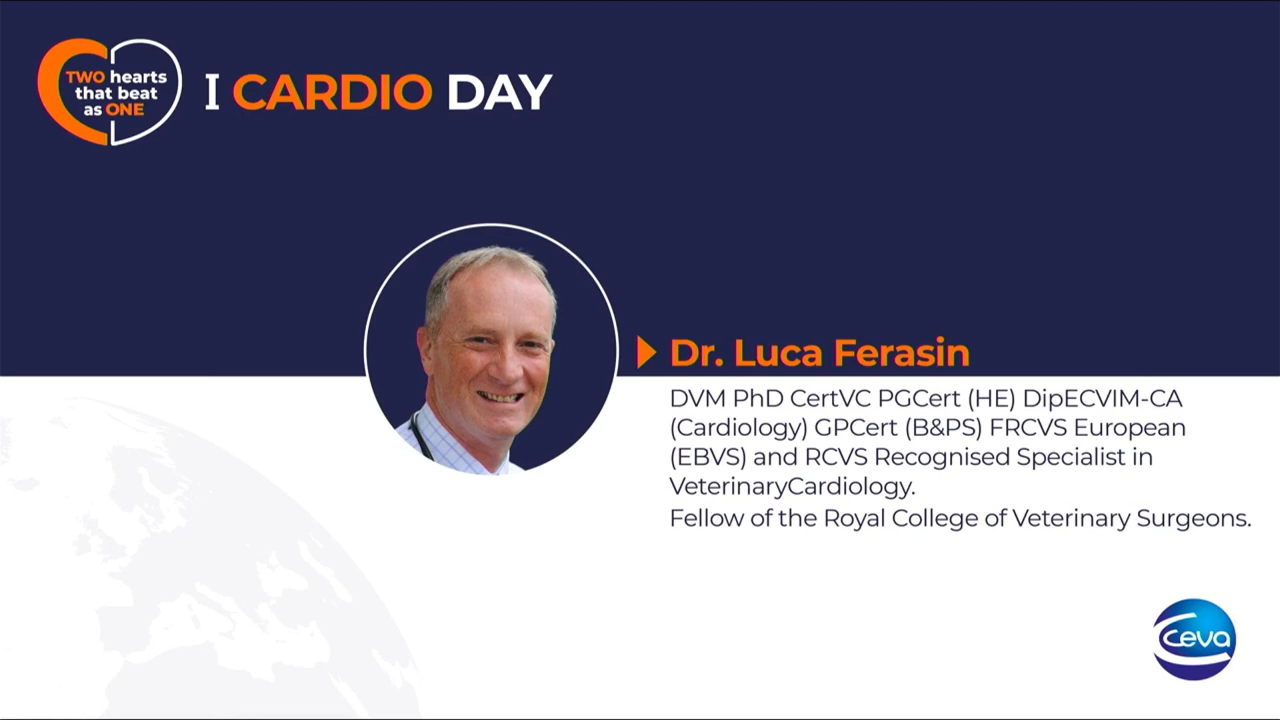 TWO hearts
that beat
as ONE
I CARDIO DAY
Dr. Luca Ferasin
DVM PhD CertVC PGCert (HE) DipECVIM-CA
(Cardiology) GPCert (B&PS) FRCVS European
(EBVS) and RCVS Recognised Specialist in
VeterinaryCardiology.
Fellow of the Royal College of Veterinary Surgeons.
Ceva